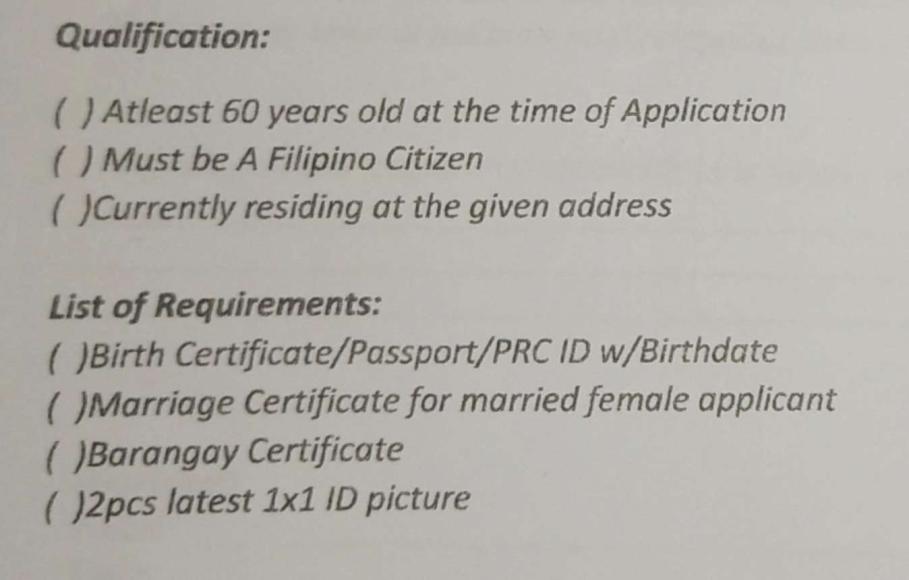 Qualification:
( ) Atleast 60 years old at the time of Application
( ) Must be A Filipino Citizen
( )Currently residing at the given address
List of Requirements:
( )Birth Certificate/Passport/PRC ID w/Birthdate
( )Marriage Certificate for married female applicant
( )Barangay Certificate
( )2pcs latest 1x1 ID picture